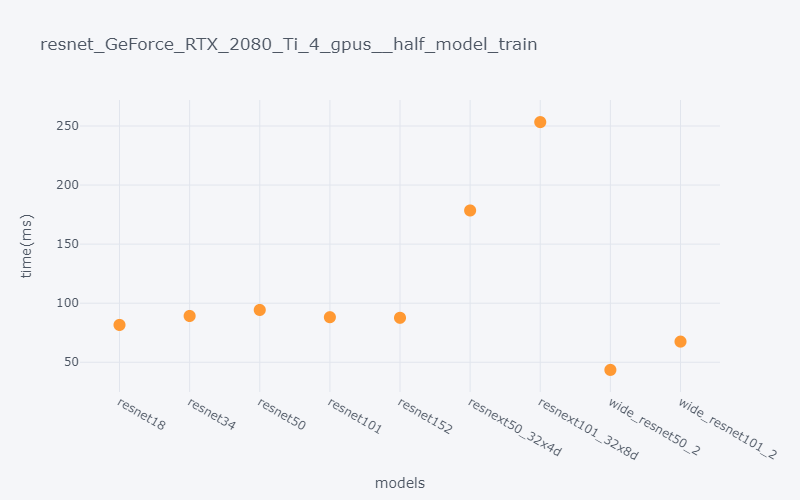 resnet_GeForce_RTX_2080_Ti_4_gpus__half_model_train
250
200
150
100
50
time(ms)
resnet18
resnet34
resnet50
resnet101
resnet152
resnext50_32x4d
resnext101_32x8d
wide_resnet50_2
wide_resnet101_2
models